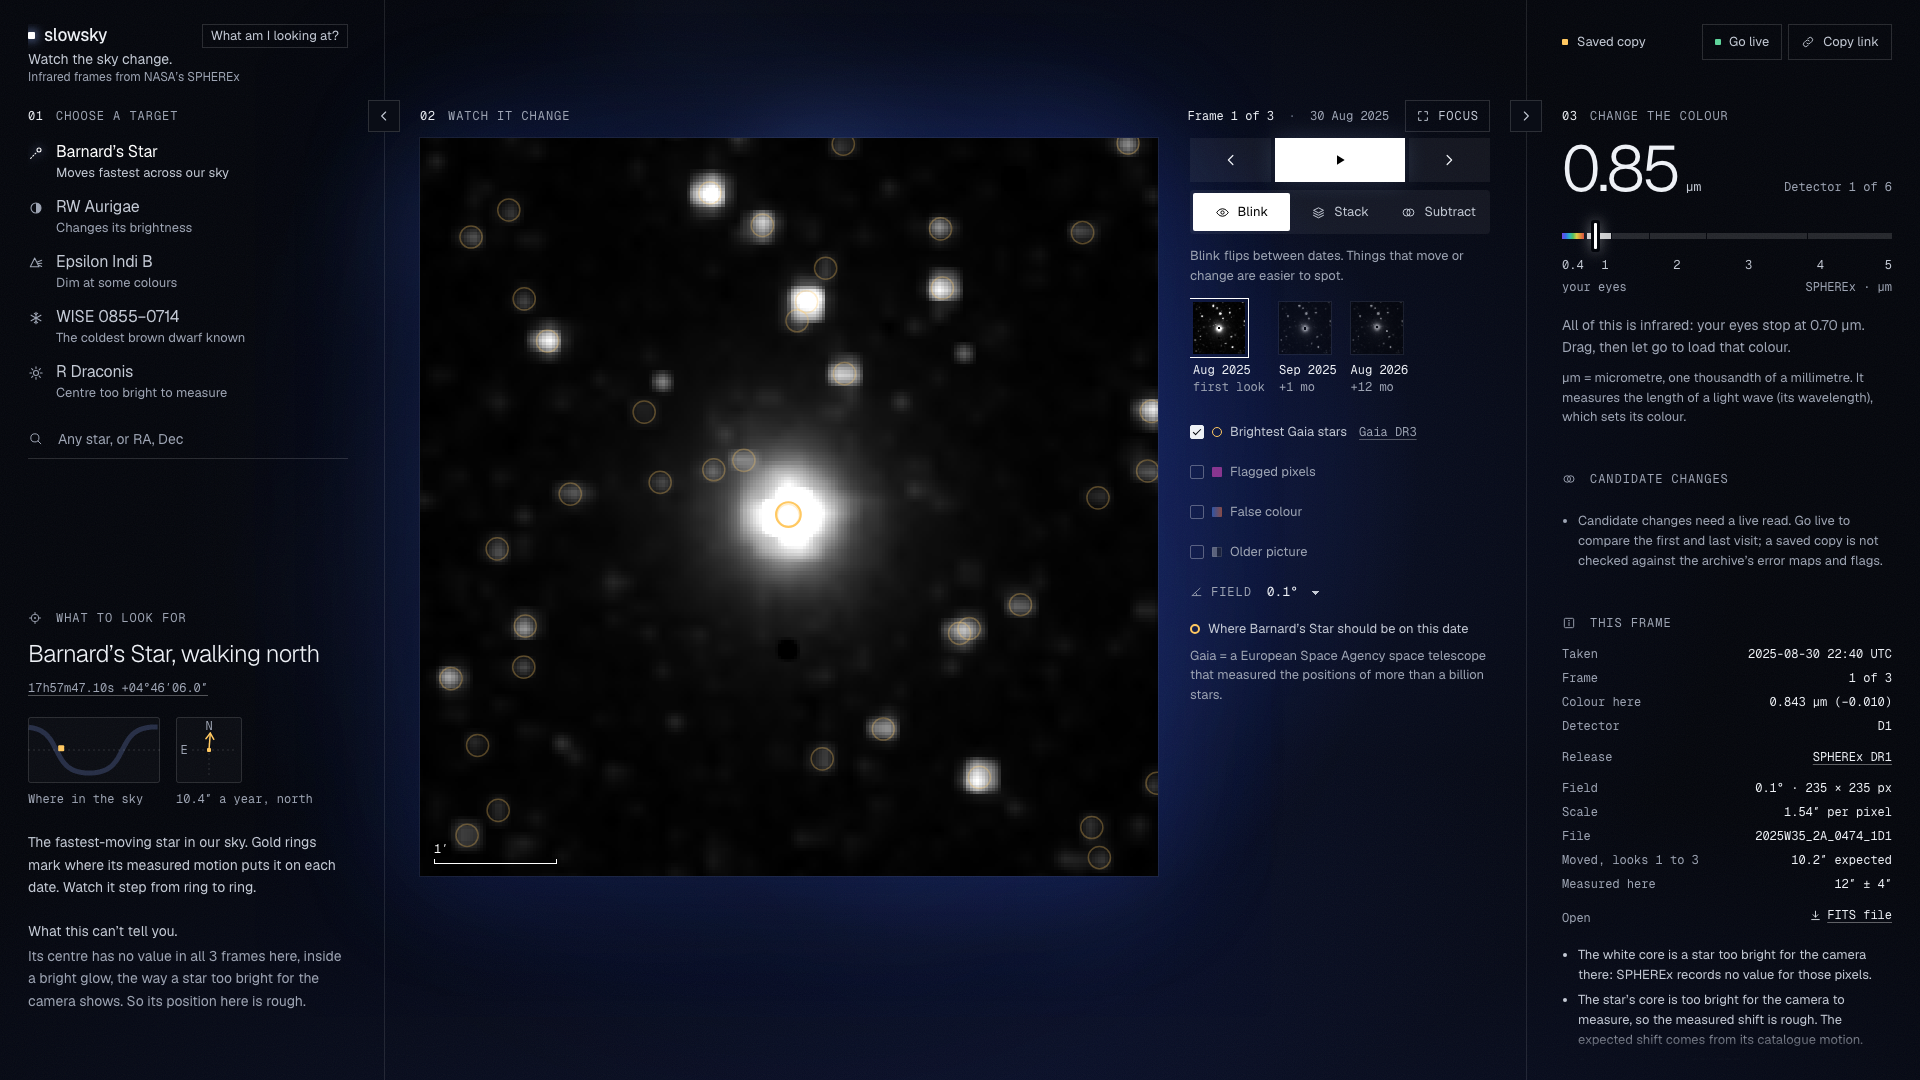 slowsky
What am I looking at?
Watch the sky change.
Infrared frames from NASA's SPHEREx
01 CHOOSE A TARGET
Barnard’s Star
Moves fastest across our sky
RW Aurigae
Changes its brightness
Epsilon Indi B
Dim at some colours
WISE 0855−0714
The coldest brown dwarf known
R Draconis
Centre too bright to measure
Any star, or RA, Dec
WHAT TO LOOK FOR
Barnard’s Star, walking north
17h57m47.10s +04°46′06.0″
N
E
Where in the sky
10.4″ a year, north
The fastest-moving star in our sky. Gold rings
mark where its measured motion puts it on each
date. Watch it step from ring to ring.
What this can’t tell you.
Its centre has no value in all 3 frames here, inside
a bright glow, the way a star too bright for the
camera shows. So its position here is rough.
02 WATCH IT CHANGE
Frame 1 of 3 · 30 Aug 2025
FOCUS
1′
Blink
Stack
Subtract
Blink flips between dates. Things that move or
change are easier to spot.
Aug 2025
first look
Sep 2025
+1 mo
Aug 2026
+12 mo
Brightest Gaia stars Gaia DR3
Flagged pixels
False colour
Older picture
FIELD 0.1°
Where Barnard’s Star should be on this date
Gaia = a European Space Agency space telescope
that measured the positions of more than a billion
stars.
Saved copy
Go live
Copy link
03 CHANGE THE COLOUR
0.85 µm
Detector 1 of 6
0.4 1 2 3 4 5
your eyes
SPHEREx · µm
All of this is infrared: your eyes stop at 0.70 µm.
Drag, then let go to load that colour.
µm = micrometre, one thousandth of a millimetre. It
measures the length of a light wave (its wavelength),
which sets its colour.
CANDIDATE CHANGES
• Candidate changes need a live read. Go live to
compare the first and last visit; a saved copy is not
checked against the archive’s error maps and flags.
THIS FRAME
Taken 2025-08-30 22:40 UTC
Frame 1 of 3
Colour here 0.843 µm (−0.010)
Detector D1
Release SPHEREx DR1
Field 0.1° · 235 × 235 px
Scale 1.54″ per pixel
File 2025W35_2A_0474_1D1
Moved, looks 1 to 3 10.2″ expected
Measured here 12″ ± 4″
Open FITS file
• The white core is a star too bright for the camera
there: SPHEREx records no value for those pixels.
• The star’s core is too bright for the camera to
measure, so the measured shift is rough. The
expected shift comes from its catalogue motion.